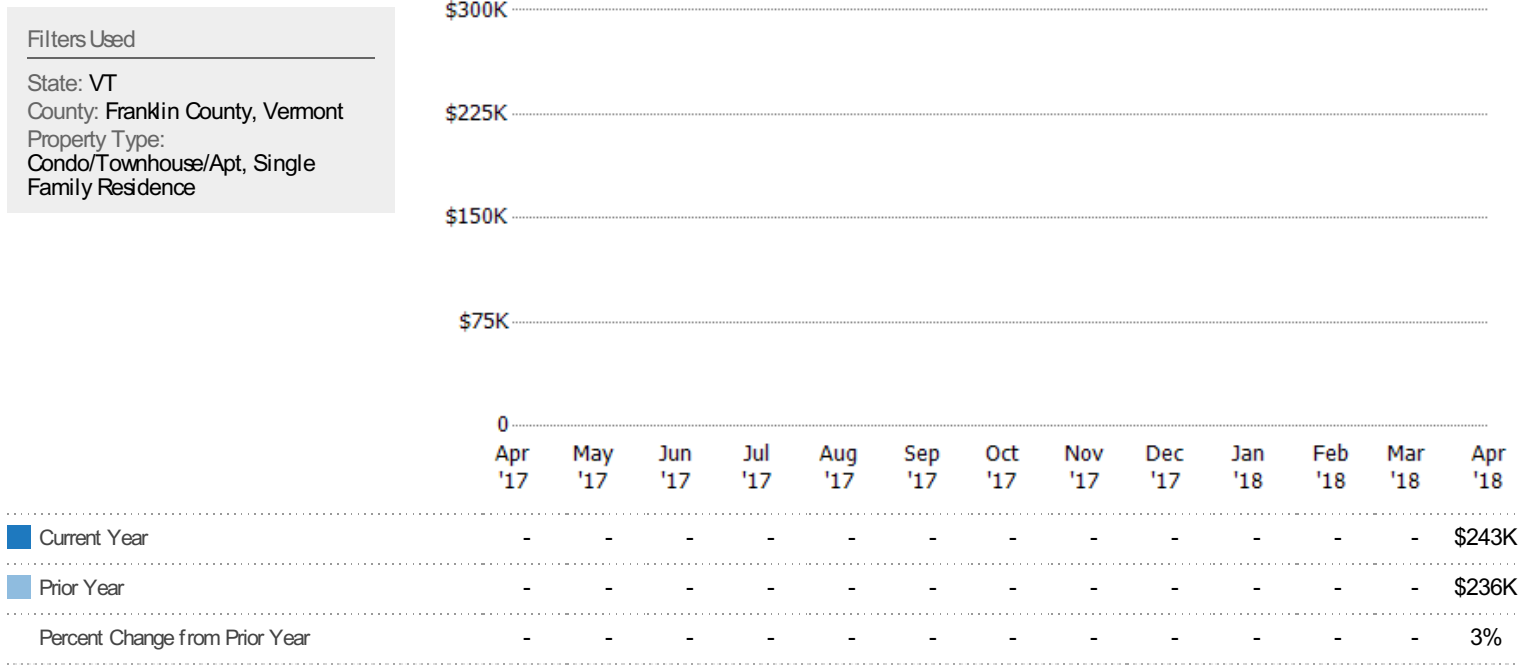 Filters Used
State: VT
County: Franklin County, Vermont
Property Type:
Condo/Townhouse/Apt, Single
Family Residence
$300K
$225K
$150K
$75K
0
Apr May Jun Jul Aug Sep Oct Nov Dec Jan Feb Mar Apr
'17 '17 '17 '17 '17 '17 '17 '17 '17 '18 '18 '18 '18
Current Year - - - - - - - - - - - - $243K
Prior Year - - - - - - - - - - - - $236K
Percent Change from Prior Year - - - - - - - - - - - - 3%